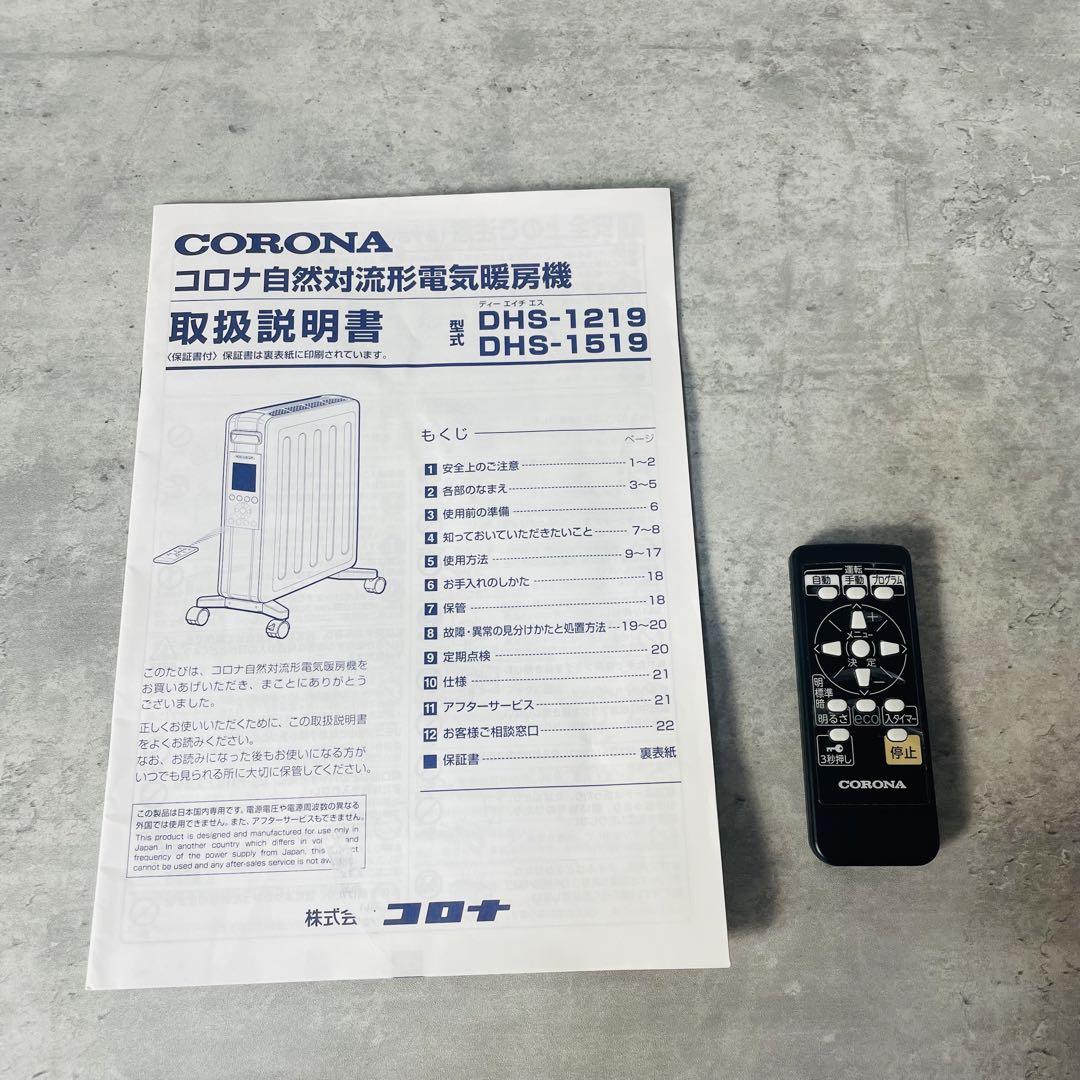 CORONA
コロナ自然対流形電気暖房機
取扱説明書
〈保証書付〉保証書は裏表紙に印刷されています。
型式
ディー エイチ エス
DHS-1219
DHS-1519
もくじ
ページ
1 安全上のご注意 1〜2
2 各部のなまえ 3〜5
3 使用前の準備 6
4 知っておいていただきたいこと 7〜8
5 使用方法 9〜17
6 お手入れのしかた 18
7 保管 18
8 故障・異常の見分けかたと処置方法 19〜20
9 定期点検 20
10 仕様 21
11 アフターサービス 21
12 お客様ご相談窓口 22
保証書 裏表紙
このたびは、コロナ自然対流形電気暖房機を
お買いあげいただき、まことにありがとう
ございました。
正しくお使いいただくために、この取扱説明書
をよくお読みください。
なお、お読みになった後もお使いになる方が
いつでも見られる所に大切に保管してください。
この製品は日本国内専用です。電源電圧や電源周波数の異なる
外国では使用できません。また、アフターサービスもできません。
This product is designed and manufactured for use only in
Japan. In another country which differs in and
frequency of the power supply from Japan, this
cannot be used and any after-sales service is not
株式会 コロナ
運転
自動 手動 プログラム
＋
メニュー
決定
−
明
標準
暗
明るさ eco 入タイマー
3秒押し 停止
CORONA